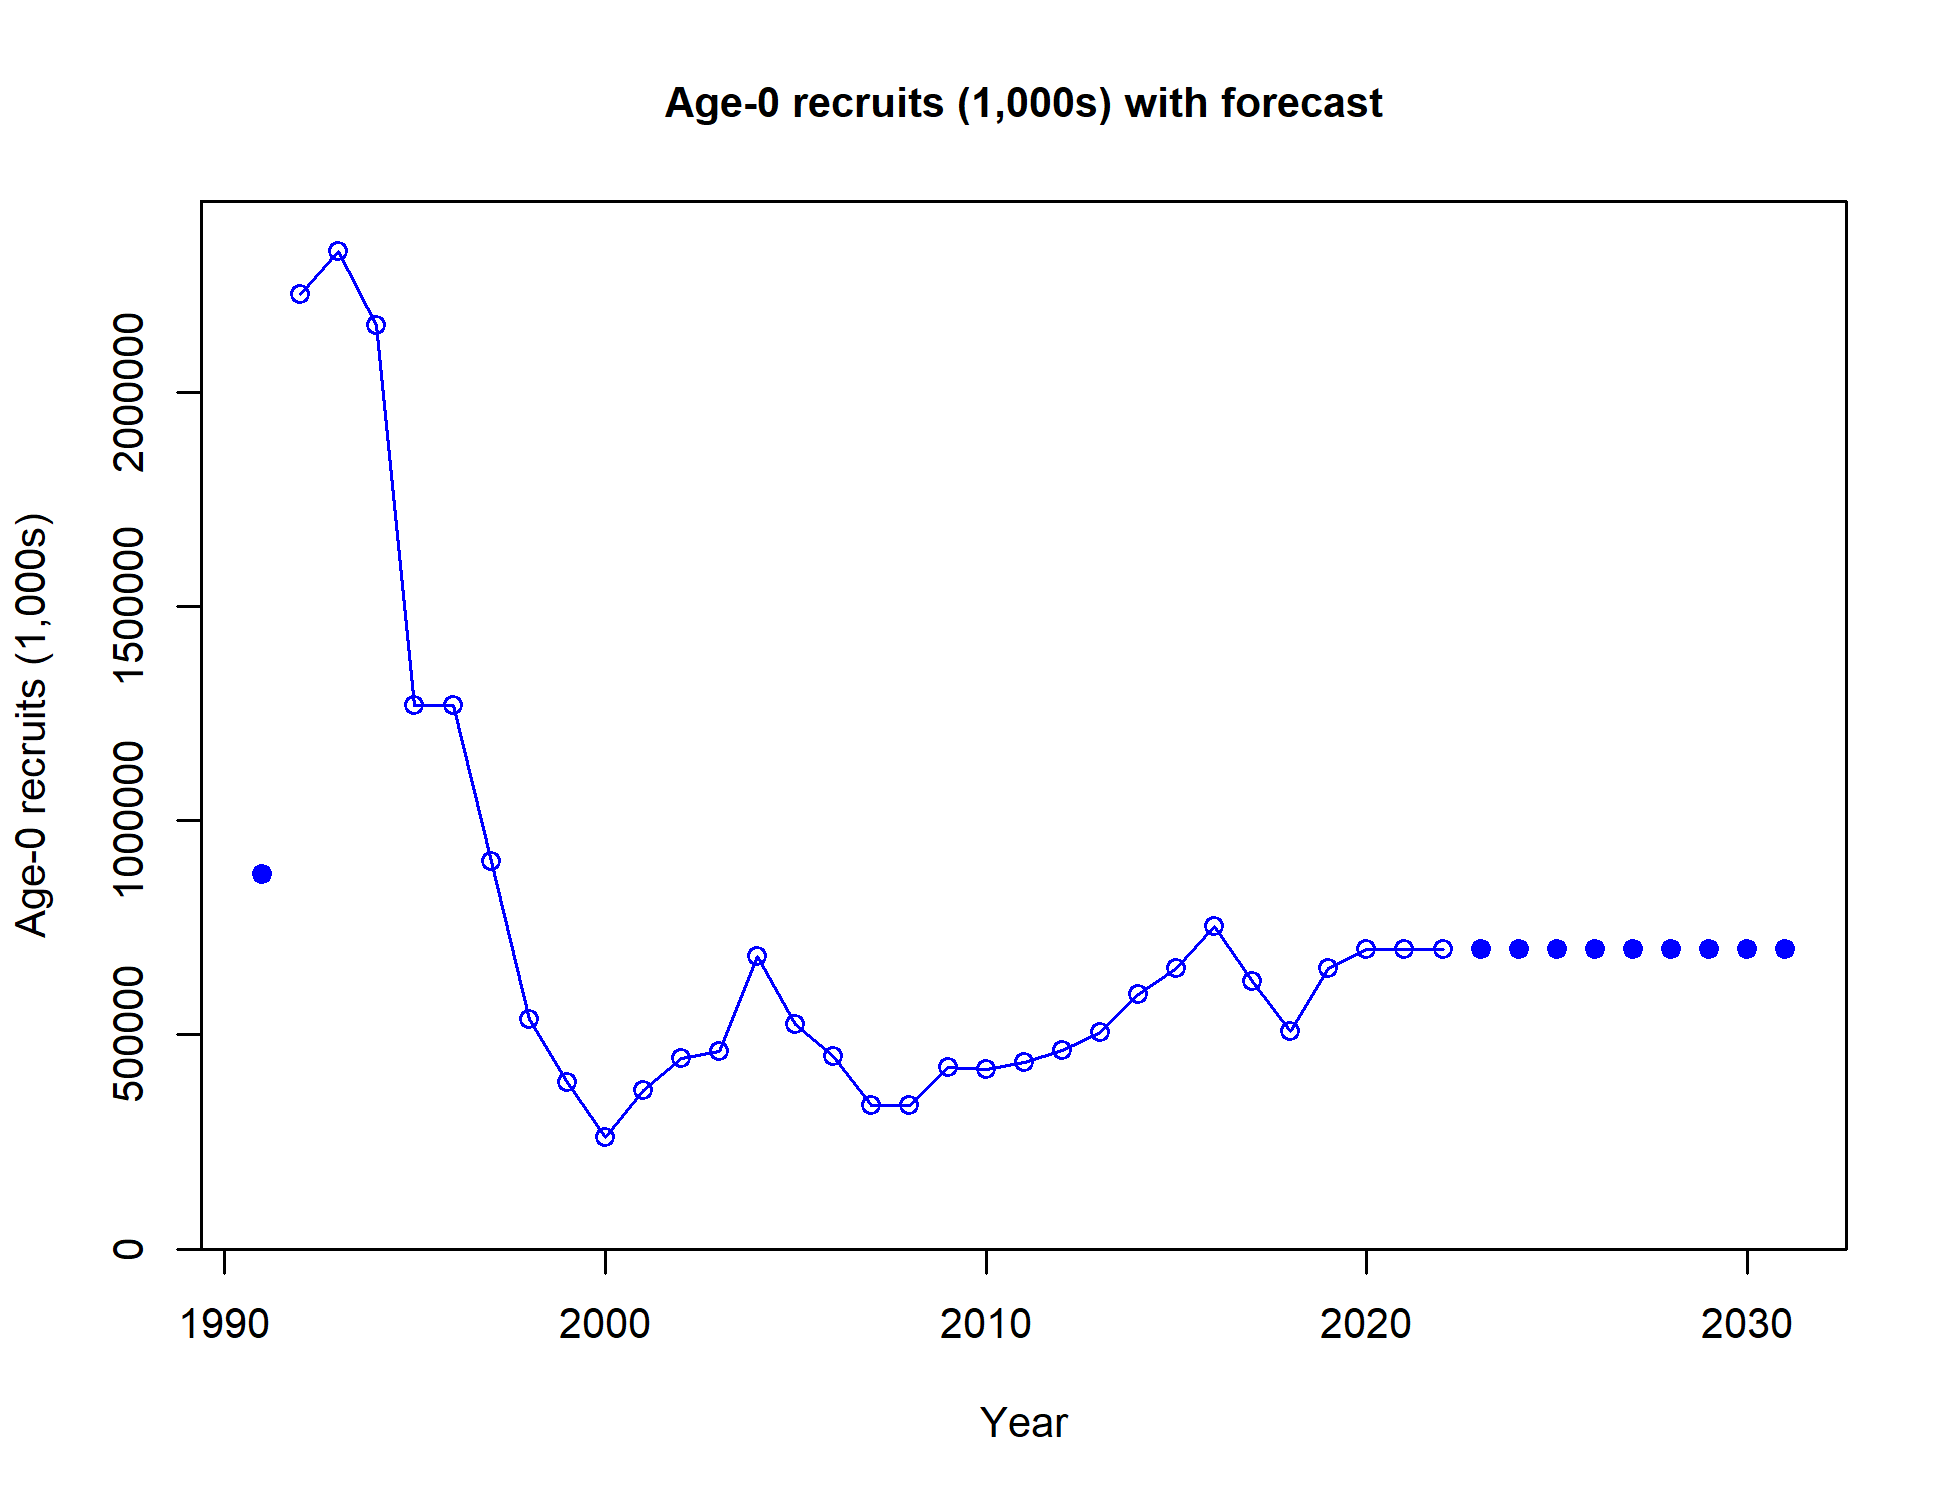 Age-0 recruits (1,000s) with forecast
Age-0 recruits (1,000s)
2000000
1500000
1000000
500000
0
1990 2000 2010 2020 2030
Year